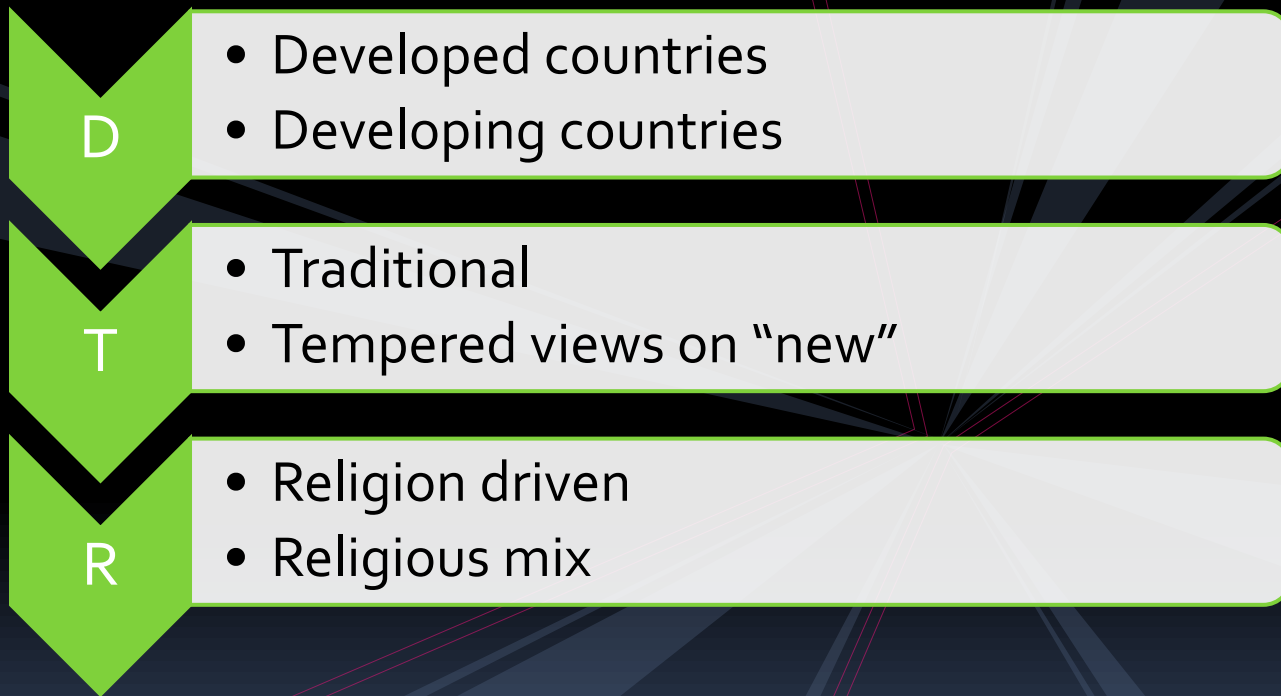 D
• Developed countries
• Developing countries
T
• Traditional
• Tempered views on “new”
R
• Religion driven
• Religious mix